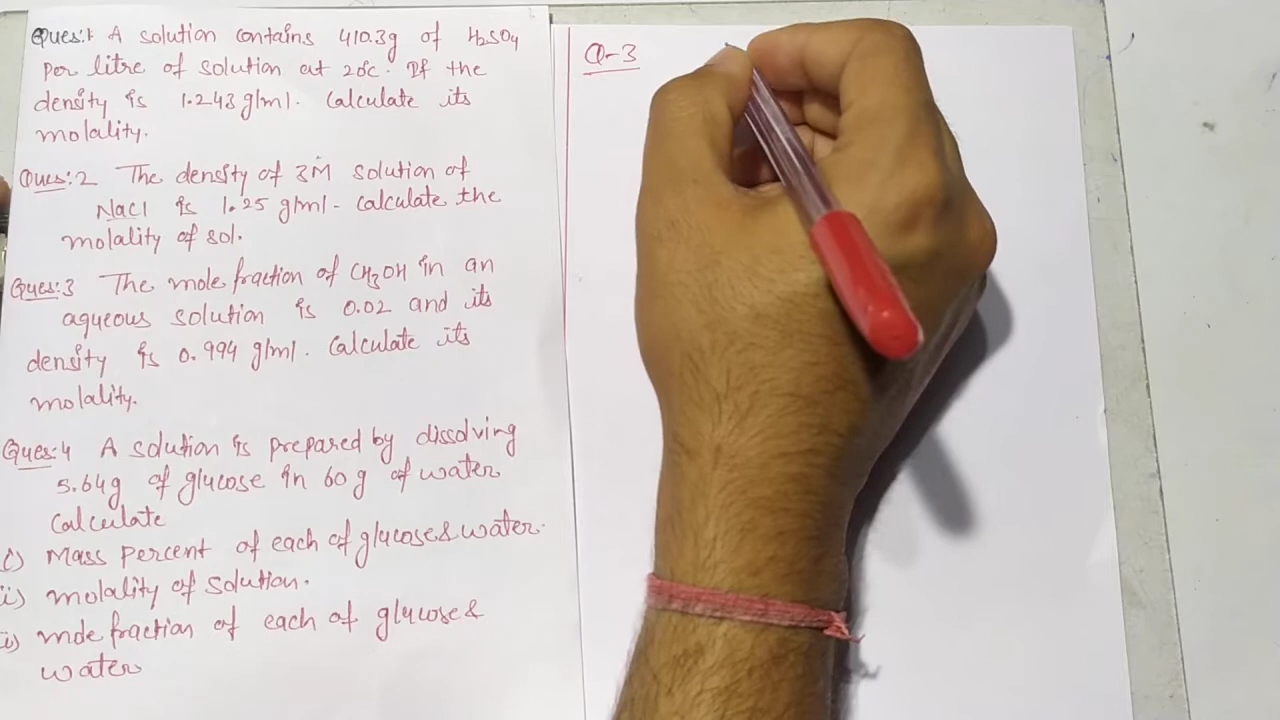 Ques:1 A solution contains 410.3g of H2SO4
Per litre of solution at 20°c. If the
density is 1.243 g/ml. Calculate its
molality.
Ques:2 The density of 3M solution of
NaCl is 1.25 g/ml. calculate the
molality of sol.
Ques:3 The mole fraction of CH3OH in an
aqueous solution is 0.02 and its
density is 0.994 g/ml. Calculate its
molality.
Ques:4 A solution is prepared by dissolving
5.64g of glucose in 60 g of water
Calculate
i) Mass percent of each of glucose & water.
ii) molality of solution.
ii) mole fraction of each of glucose &
water
Q-3